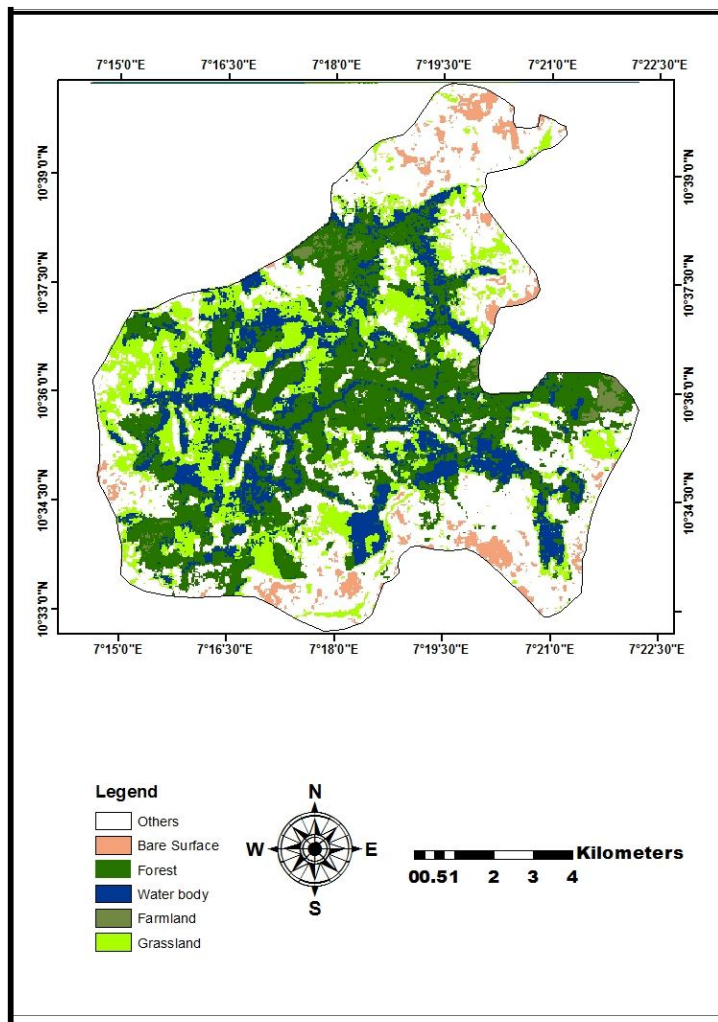 7°15'0"E 7°16'30"E 7°18'0"E 7°19'30"E 7°21'0"E 7°22'30"E
10°39'0"N
10°39'0"N
10°37'30"N
10°37'30"N
10°36'0"N
10°36'0"N
10°34'30"N
10°34'30"N
10°33'0"N
7°15'0"E 7°16'30"E 7°18'0"E 7°19'30"E 7°21'0"E 7°22'30"E
Legend
Others
Bare Surface
Forest
Water body
Farmland
Grassland
N
W E
S
Kilometers
00.51 2 3 4